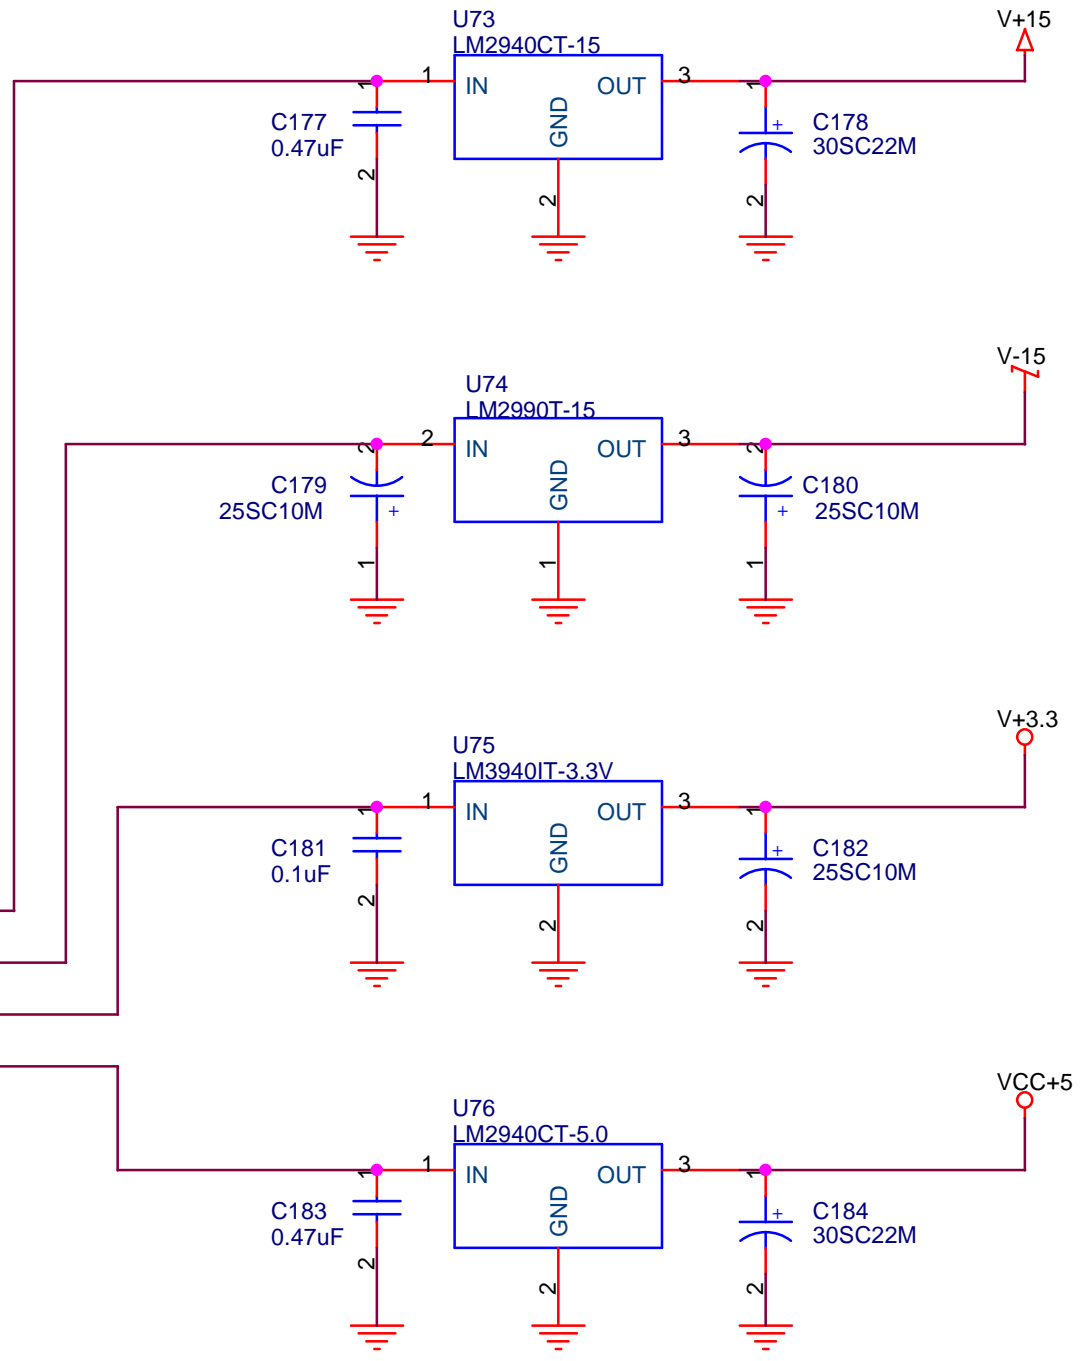 U73
LM2940CT-15
V+15
1
IN
OUT
3
GND
1
C177
0.47uF
2
2
1
+
C178
30SC22M
2
V-15
U74
LM2990T-15
2
IN
OUT
3
GND
2
C179
25SC10M
+
1
1
2
C180
25SC10M
+
1
V+3.3
U75
LM3940IT-3.3V
1
IN
OUT
3
GND
1
C181
0.1uF
2
2
1
+
C182
25SC10M
2
VCC+5
U76
LM2940CT-5.0
1
IN
OUT
3
GND
1
C183
0.47uF
2
2
1
+
C184
30SC22M
2